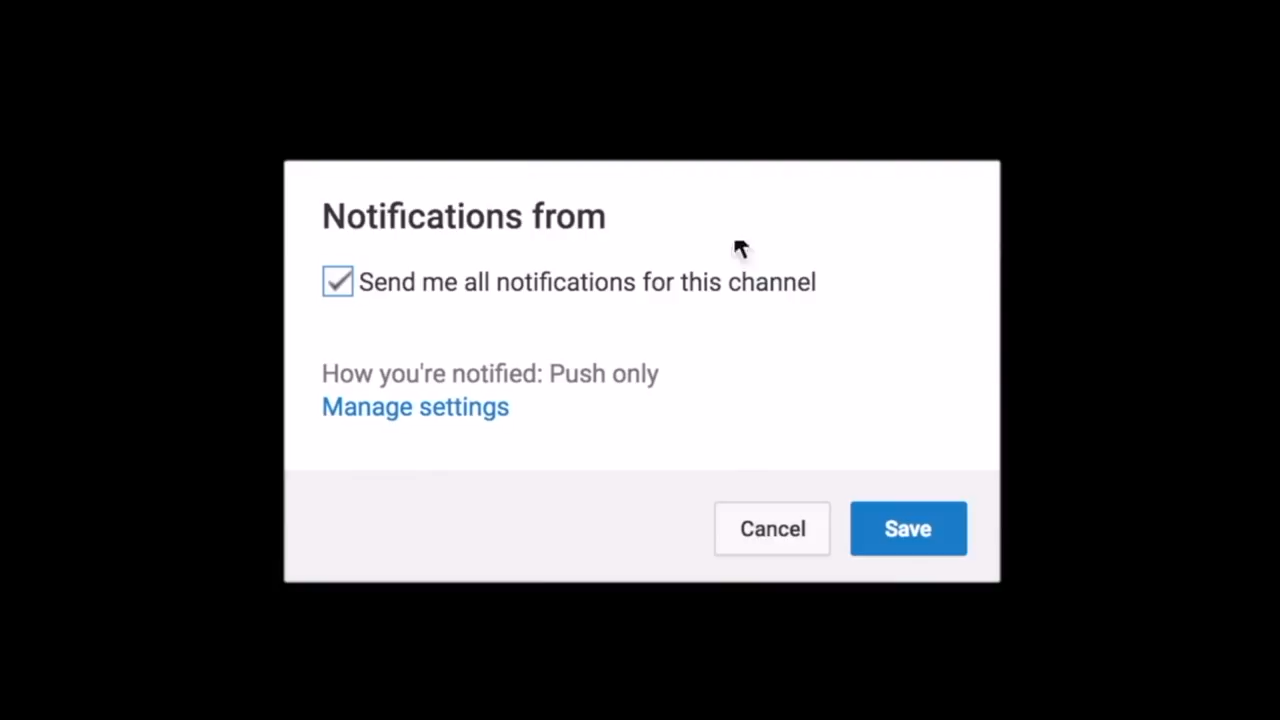 Notifications from
Send me all notifications for this channel
How you're notified: Push only
Manage settings
Cancel
Save